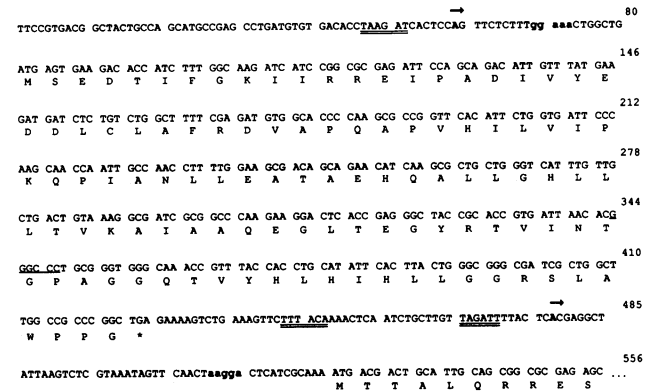 80
TTCCGTGACG GCTACTGCCA GCATGCCGAG CCTGATGTGT GACACCTAAG ATCACTCCAG TTCTCTTTgg aaaCTGGCTG
146
ATG AGT GAA GAC ACC ATC TTT GGC AAG ATC ATC CGG CGC GAG ATT CCA GCA GAC ATT GTT TAT GAA
M S E D T I F G K I I R R E I P A D I V Y E
212
GAT GAT CTC TGT CTG GCT TTT CGA GAT GTG GCA CCC CAA GCG CCG GTT CAC ATT CTG GTG ATT CCC
D D L C L A F R D V A P Q A P V H I L V I P
278
AAG CAA CCA ATT GCC AAC CTT TTG GAA GCG ACA GCA GAA CAT CAA GCG CTG CTG GGT CAT TTG TTG
K Q P I A N L L E A T A E H Q A L L G H L L
344
CTG ACT GTA AAG GCG ATC GCG GCC CAA GAA GGA CTC ACC GAG GGC TAC CGC ACC GTG ATT AAC ACG
L T V K A I A A Q E G L T E G Y R T V I N T
410
GGC CCT GCG GGT GGG CAA ACC GTT TAC CAC CTG CAT ATT CAC TTA CTG GGC GGG CGA TCG CTG GCT
G P A G G Q T V Y H L H I H L L G G R S L A
485
TGG CCG CCC GGC TGA GAAAAGTCTG AAAGTTCTTT ACAAAACTCA ATCTGCTTGT TAGATTTTAC TCACGAGGCT
W P P G *
556
ATTAAGTCTC GTAAATAGTT CAACTaagga CTCATCGCAAA ATG ACG ACT GCA TTG CAG CGG CGC GAG AGC ...
M T T A L Q R R E S